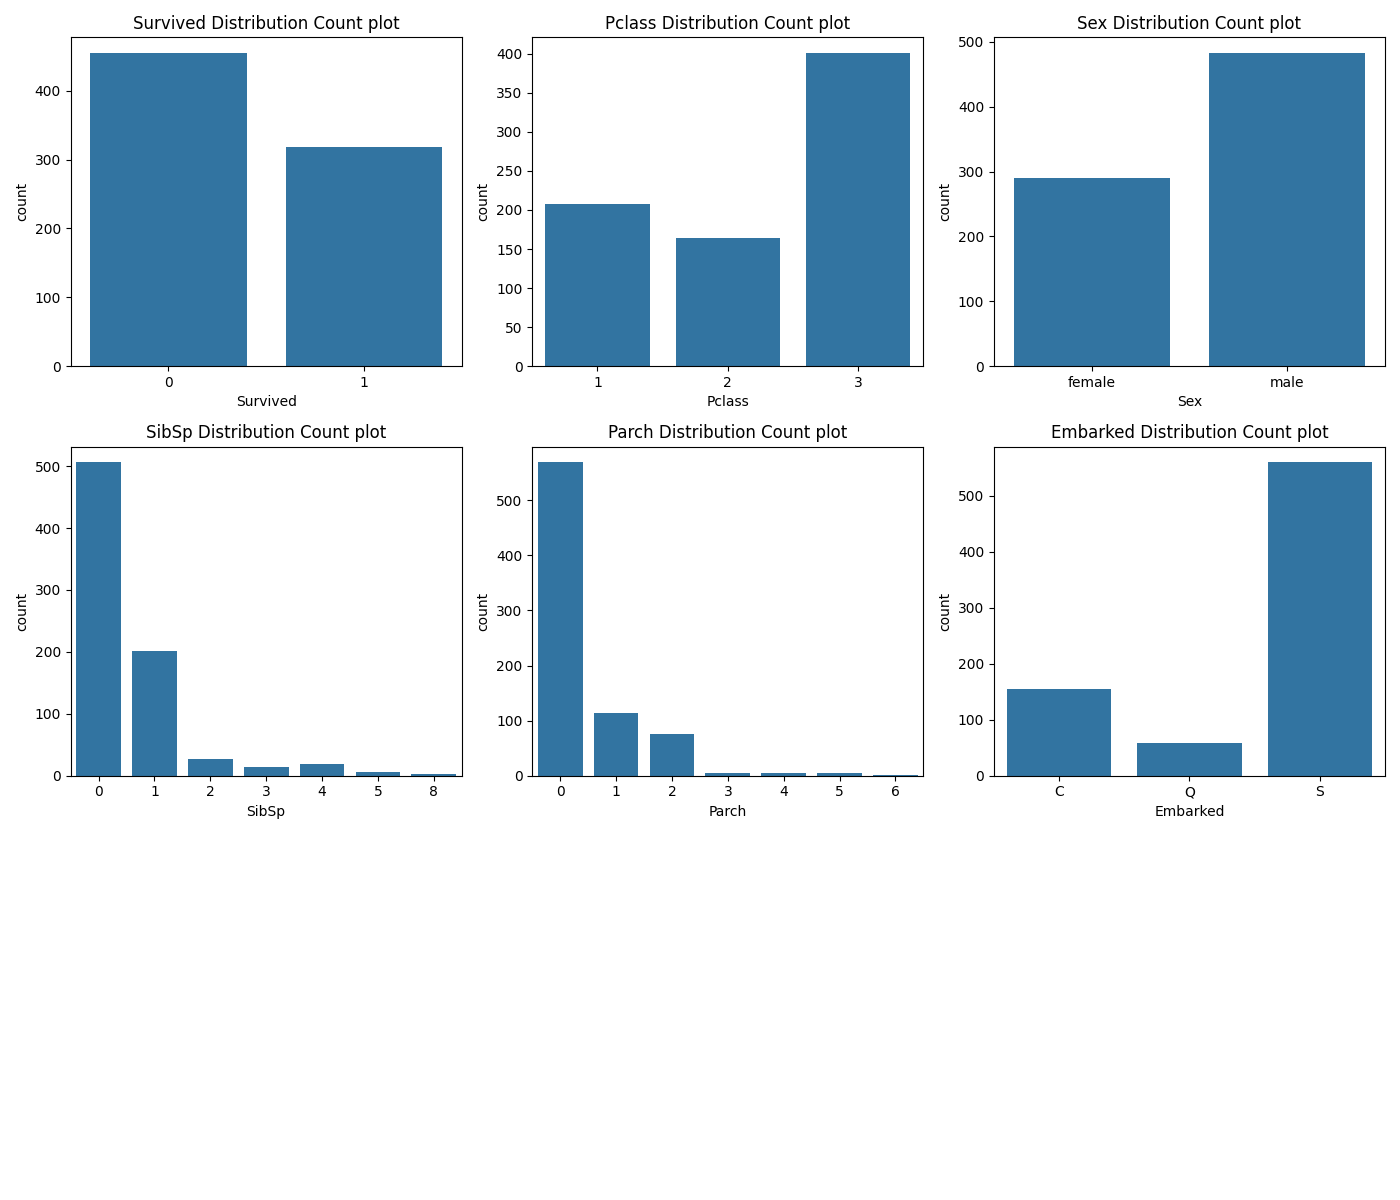 Survived Distribution Count plot
400
300
200
100
0
count
0 1
Survived
Pclass Distribution Count plot
400
350
300
250
200
150
100
50
0
count
1 2 3
Pclass
Sex Distribution Count plot
500
400
300
200
100
0
count
female male
Sex
SibSp Distribution Count plot
500
400
300
200
100
0
count
0 1 2 3 4 5 8
SibSp
Parch Distribution Count plot
500
400
300
200
100
0
count
0 1 2 3 4 5 6
Parch
Embarked Distribution Count plot
500
400
300
200
100
0
count
C Q S
Embarked